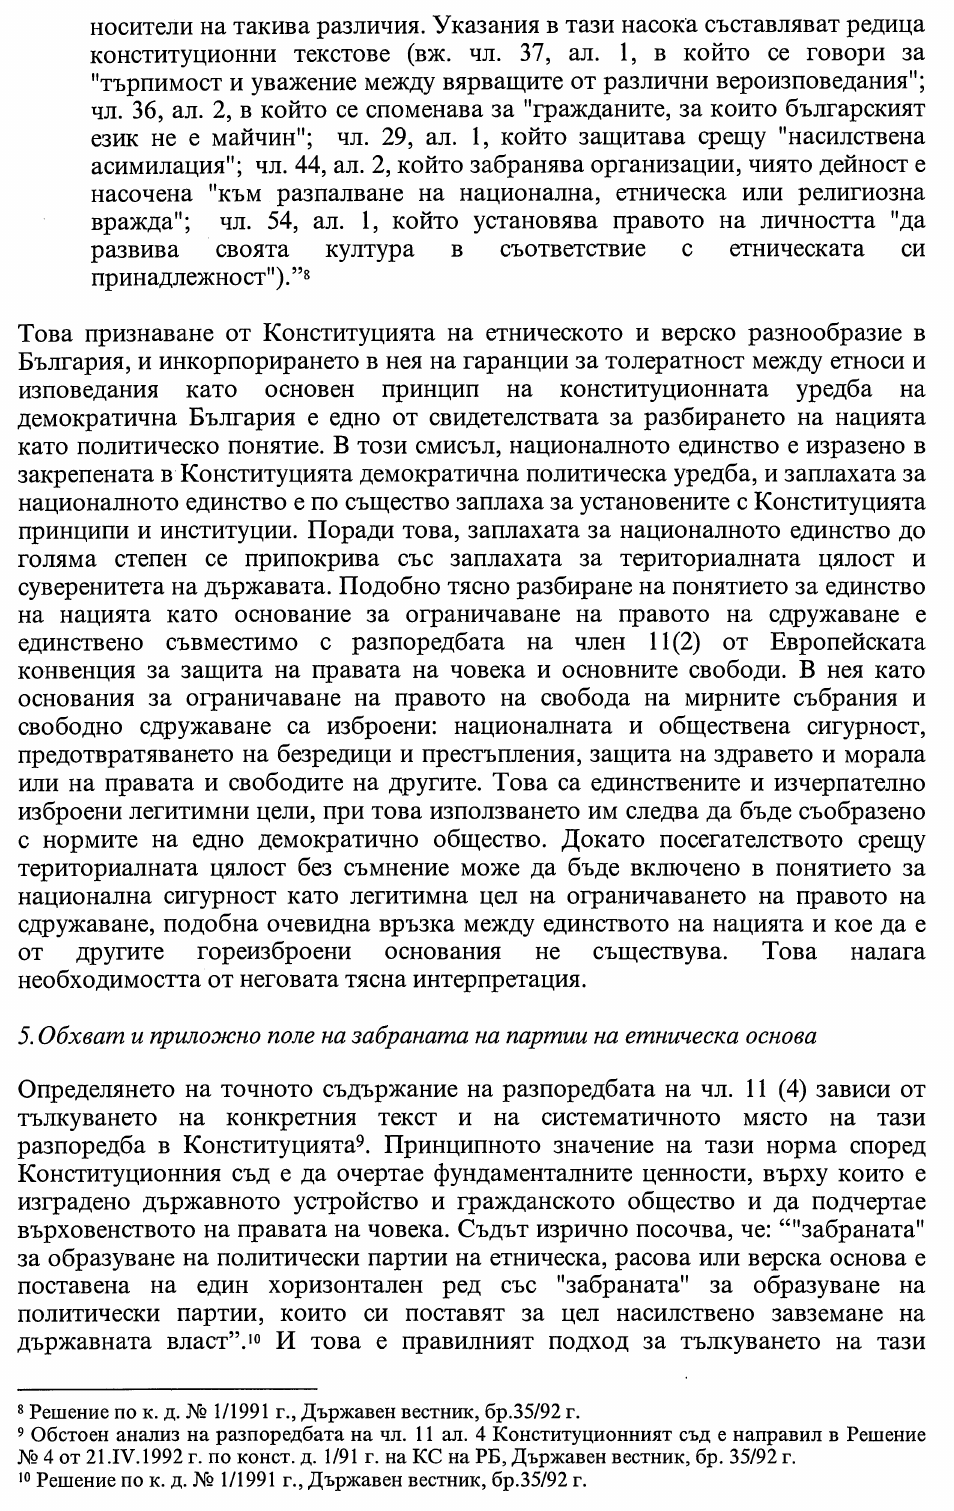 носители на такива различия. Указания в тази насока съставляват редица
конституционни текстове (вж. чл. 37, ал. 1, в който се говори за
"търпимост и уважение между вярващите от различни вероизповедания";
чл. 36, ал. 2, в който се споменава за "гражданите, за които българският
език не е майчин"; чл. 29, ал. 1, който защитава срещу "насилствена
асимилация"; чл. 44, ал. 2, който забранява организации, чиято дейност е
насочена "към разпалване на национална, етническа или религиозна
вражда"; чл. 54, ал. 1, който установява правото на личността "да
развива своята култура в съответствие с етническата си
принадлежност").”⁸
Това признаване от Конституцията на етническото и верско разнообразие в
България, и инкорпорирането в нея на гаранции за толератност между етноси и
изповедания като основен принцип на конституционната уредба на
демократична България е едно от свидетелствата за разбирането на нацията
като политическо понятие. В този смисъл, националното единство е изразено в
закрепената в Конституцията демократична политическа уредба, и заплахата за
националното единство е по същество заплаха за установените с Конституцията
принципи и институции. Поради това, заплахата за националното единство до
голяма степен се припокрива със заплахата за териториалната цялост и
суверенитета на държавата. Подобно тясно разбиране на понятието за единство
на нацията като основание за ограничаване на правото на сдружаване е
единствено съвместимо с разпоредбата на член 11(2) от Европейската
конвенция за защита на правата на човека и основните свободи. В нея като
основания за ограничаване на правото на свобода на мирните събрания и
свободно сдружаване са изброени: националната и обществена сигурност,
предотвратяването на безредици и престъпления, защита на здравето и морала
или на правата и свободите на другите. Това са единствените и изчерпателно
изброени легитимни цели, при това използването им следва да бъде съобразено
с нормите на едно демократично общество. Докато посегателството срещу
териториалната цялост без съмнение може да бъде включено в понятието за
национална сигурност като легитимна цел на ограничаването на правото на
сдружаване, подобна очевидна връзка между единството на нацията и кое да е
от другите гореизброени основания не съществува. Това налага
необходимостта от неговата тясна интерпретация.
5. Обхват и приложно поле на забраната на партии на етническа основа
Определянето на точното съдържание на разпоредбата на чл. 11 (4) зависи от
тълкуването на конкретния текст и на систематичното място на тази
разпоредба в Конституцията⁹. Принципното значение на тази норма според
Конституционния съд е да очертае фундаменталните ценности, върху които е
изградено държавното устройство и гражданското общество и да подчертае
върховенството на правата на човека. Съдът изрично посочва, че: “"забраната"
за образуване на политически партии на етническа, расова или верска основа е
поставена на един хоризонтален ред със "забраната" за образуване на
политически партии, които си поставят за цел насилствено завземане на
държавната власт”.¹⁰ И това е правилният подход за тълкуването на тази
⁸ Решение по к. д. № 1/1991 г., Държавен вестник, бр.35/92 г.
⁹ Обстоен анализ на разпоредбата на чл. 11 ал. 4 Конституционният съд е направил в Решение
№ 4 от 21.IV.1992 г. по конст. д. 1/91 г. на КС на РБ, Държавен вестник, бр. 35/92 г.
¹⁰ Решение по к. д. № 1/1991 г., Държавен вестник, бр.35/92 г.